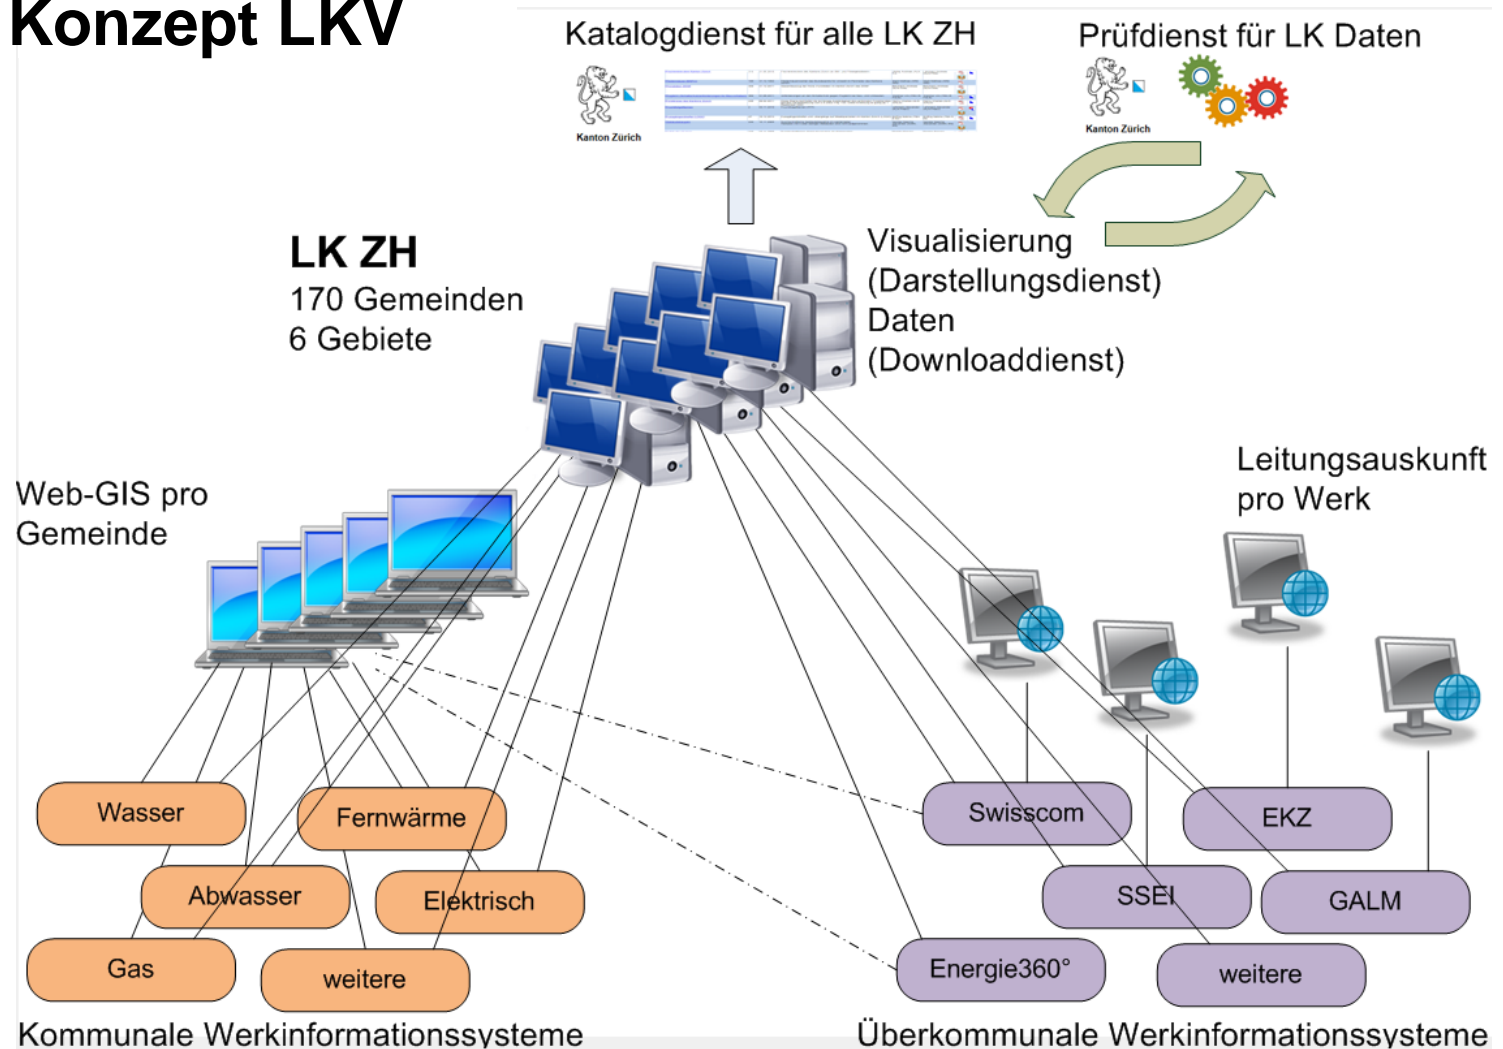 Konzept LKV
Katalogdienst für alle LK ZH
Prüfdienst für LK Daten
Kanton Zürich
Kanton Zürich
LK ZH
170 Gemeinden
6 Gebiete
Visualisierung
(Darstellungsdienst)
Daten
(Downloaddienst)
Web-GIS pro
Gemeinde
Leitungsauskunft
pro Werk
Wasser
Fernwärme
Abwasser
Elektrisch
Gas
weitere
Swisscom
EKZ
SSEI
GALM
Energie360°
weitere
Kommunale Werkinformationssysteme
Überkommunale Werkinformationssysteme